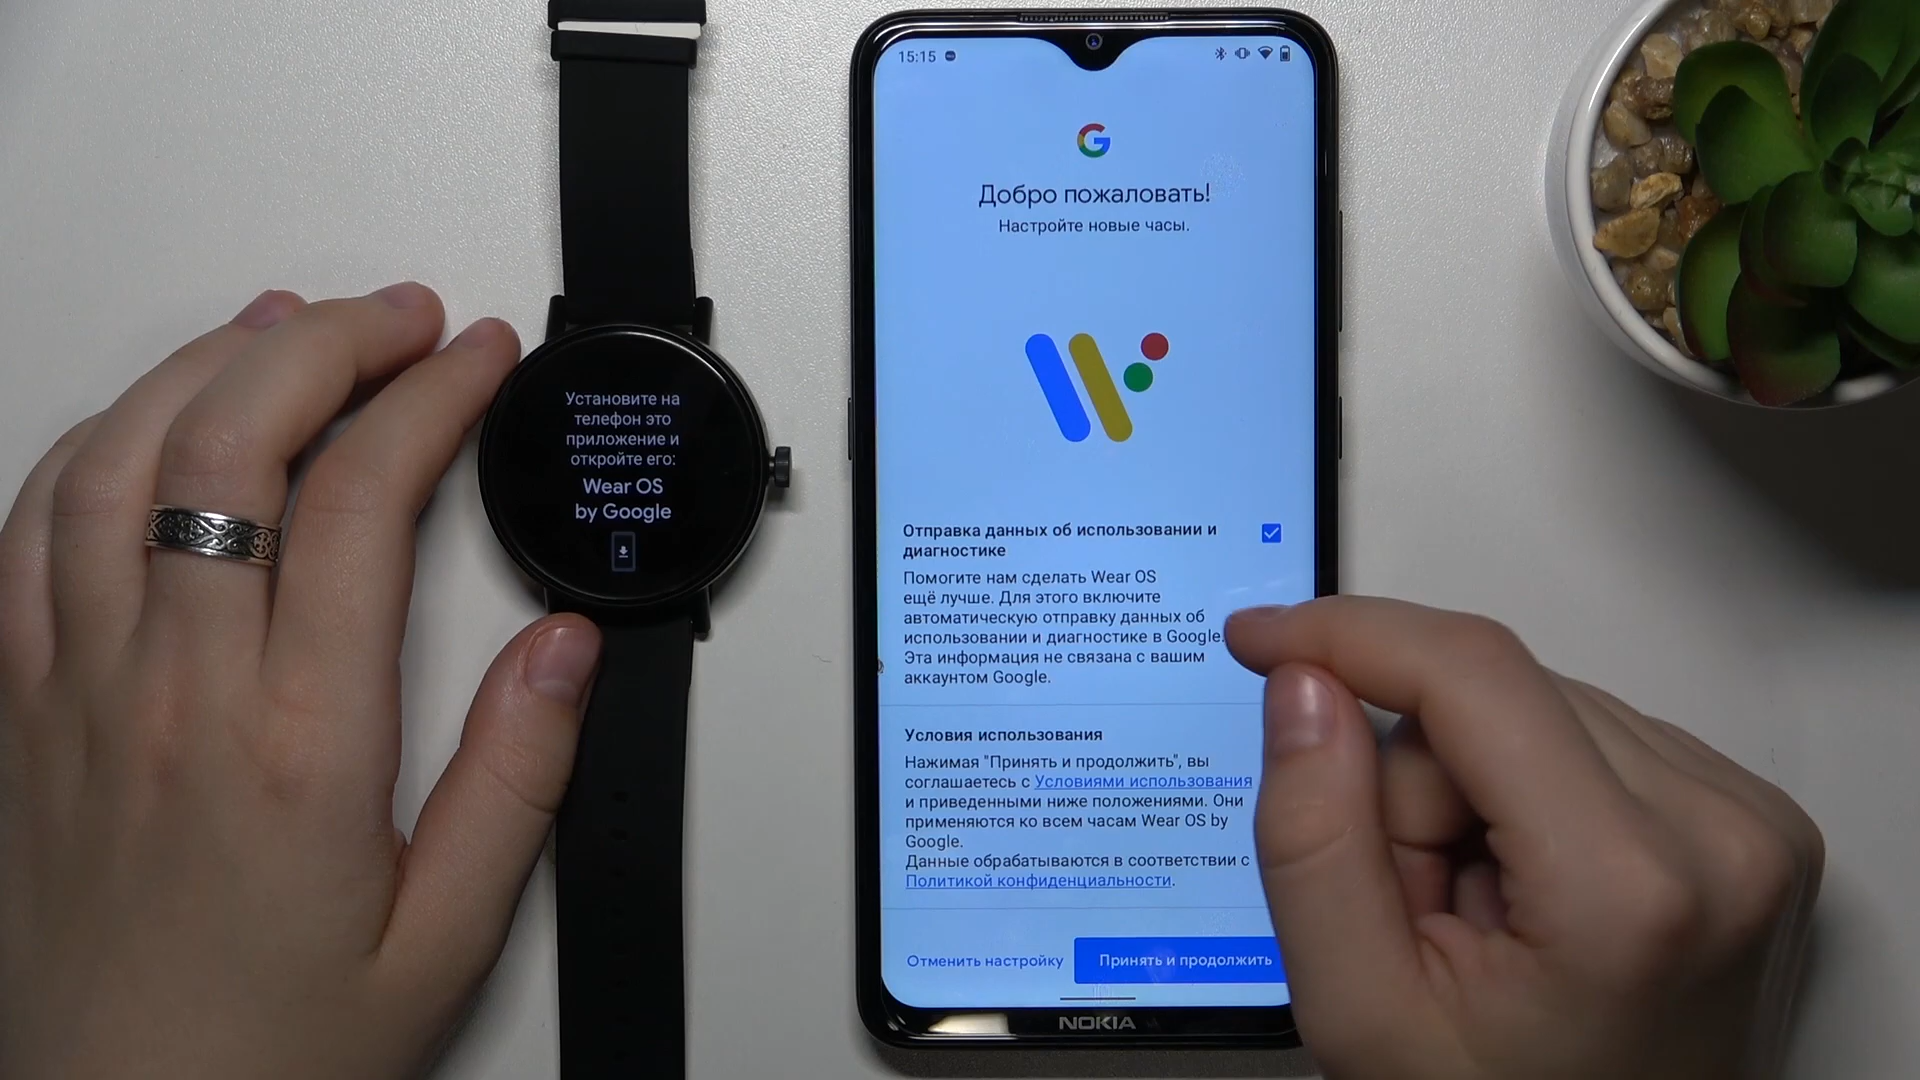 Установите на
телефон это
приложение и
откройте его:
Wear OS
by Google
15:15
Добро пожаловать!
Настройте новые часы.
Отправка данных об использовании и
диагностике
Помогите нам сделать Wear OS
ещё лучше. Для этого включите
автоматическую отправку данных об
использовании и диагностике в Google.
Эта информация не связана с вашим
аккаунтом Google.
Условия использования
Нажимая "Принять и продолжить", вы
соглашаетесь с Условиями использования
и приведенными ниже положениями. Они
применяются ко всем часам Wear OS by
Google.
Данные обрабатываются в соответствии с
Политикой конфиденциальности.
Отменить настройку
Принять и продолжить
NOKIA